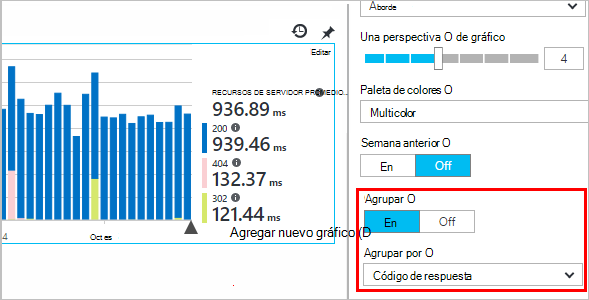 Editar
RECURSOS DE SERVIDOR PROMEDIO...
936.89 ms
200
939.46 ms
404
132.37 ms
302
121.44 ms
4
Oct es
Agregar nuevo gráfico (D
Aborde
Una perspectiva O de gráfico
4
Paleta de colores O
Multicolor
Semana anterior O
En
Off
Agrupar O
En
Off
Agrupar por O
Código de respuesta